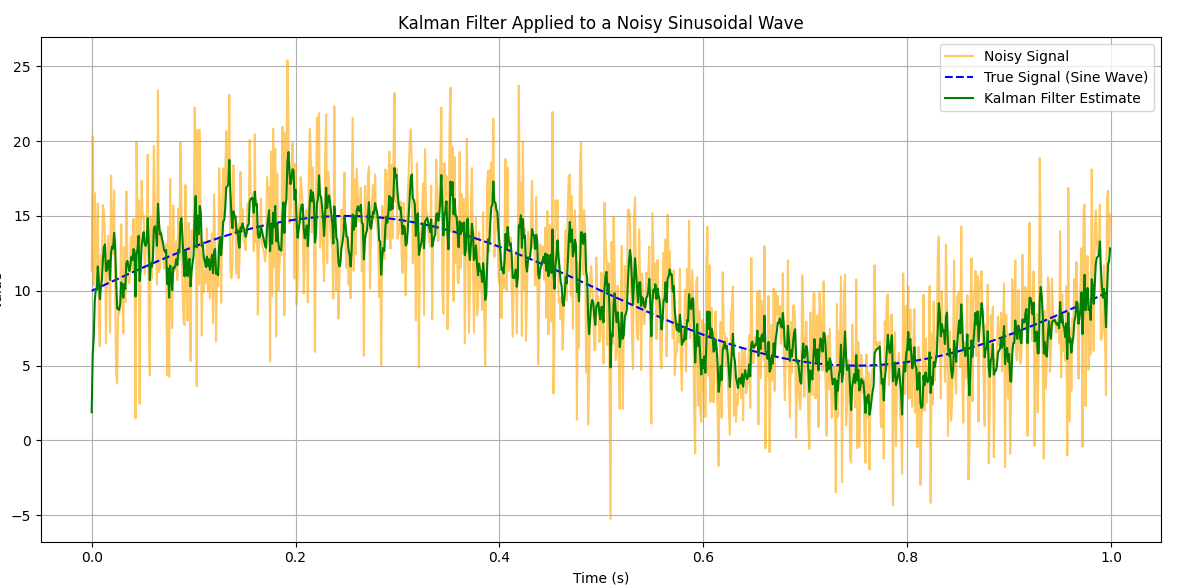 Kalman Filter Applied to a Noisy Sinusoidal Wave
Noisy Signal
True Signal (Sine Wave)
Kalman Filter Estimate
25
20
15
10
5
0
−5
0.0 0.2 0.4 0.6 0.8 1.0
Time (s)